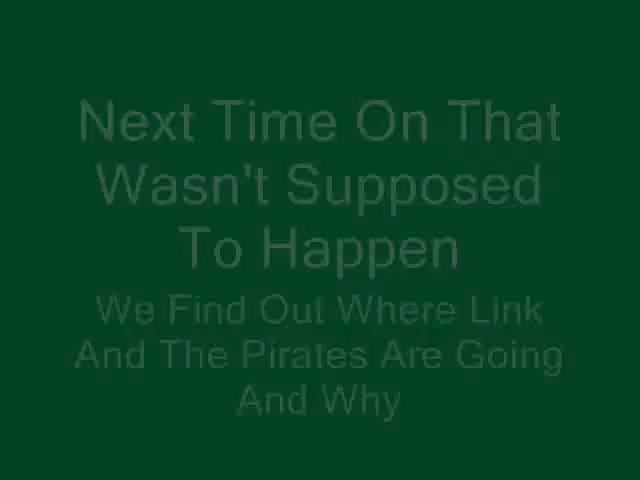 Next Time On That
Wasn't Supposed
To Happen
We Find Out Where Link
And The Pirates Are Going
And Why